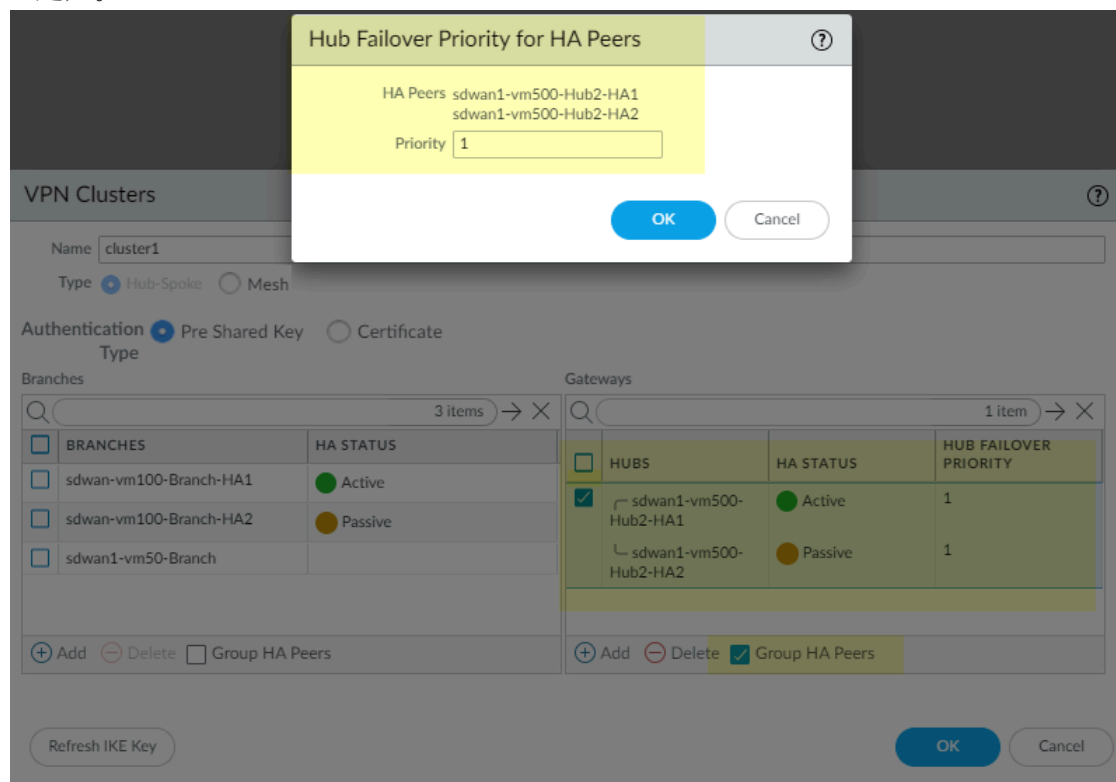 Hub Failover Priority for HA Peers
HA Peers sdwan1-vm500-Hub2-HA1
sdwan1-vm500-Hub2-HA2
Priority 1
OK Cancel
VPN Clusters
Name cluster1
Type Hub-Spoke Mesh
Authentication Type Pre Shared Key Certificate
Branches
3 items
BRANCHES HA STATUS
sdwan-vm100-Branch-HA1 Active
sdwan-vm100-Branch-HA2 Passive
sdwan1-vm50-Branch
Add Delete Group HA Peers
Gateways
1 item
HUBS HA STATUS HUB FAILOVER PRIORITY
sdwan1-vm500-Hub2-HA1 Active 1
sdwan1-vm500-Hub2-HA2 Passive 1
Add Delete Group HA Peers
Refresh IKE Key
OK Cancel